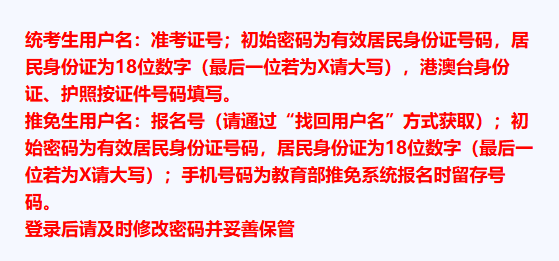 统考生用户名：准考证号；初始密码为有效居民身份证号码，居
民身份证为18位数字（最后一位若为X请大写），港澳台身份
证、护照按证件号码填写。
推免生用户名：报名号（请通过“找回用户名”方式获取）；初
始密码为有效居民身份证号码，居民身份证为18位数字（最后一
位若为X请大写）；手机号码为教育部推免系统报名时留存号
码。
登录后请及时修改密码并妥善保管